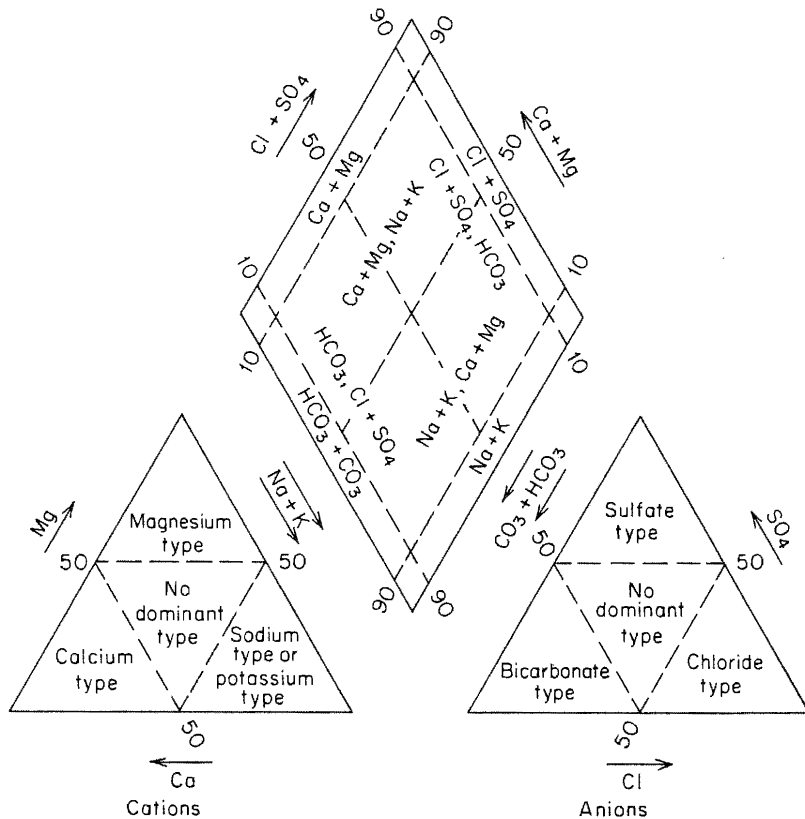 90
90
Cl + SO₄
50
50
Ca + Mg
Ca + Mg
Cl + SO₄
Ca + Mg, Na + K
Cl + SO₄, HCO₃
10
10
10
10
HCO₃, Cl + SO₄
Na + K, Ca + Mg
HCO₃ + CO₃
Na + K
90
90
Mg
Na + K
50
50
Magnesium
type
No
dominant
type
Calcium
type
Sodium
type or
potassium
type
50
Ca
Cations
CO₃ + HCO₃
SO₄
50
50
Sulfate
type
No
dominant
type
Bicarbonate
type
Chloride
type
50
Cl
Anions